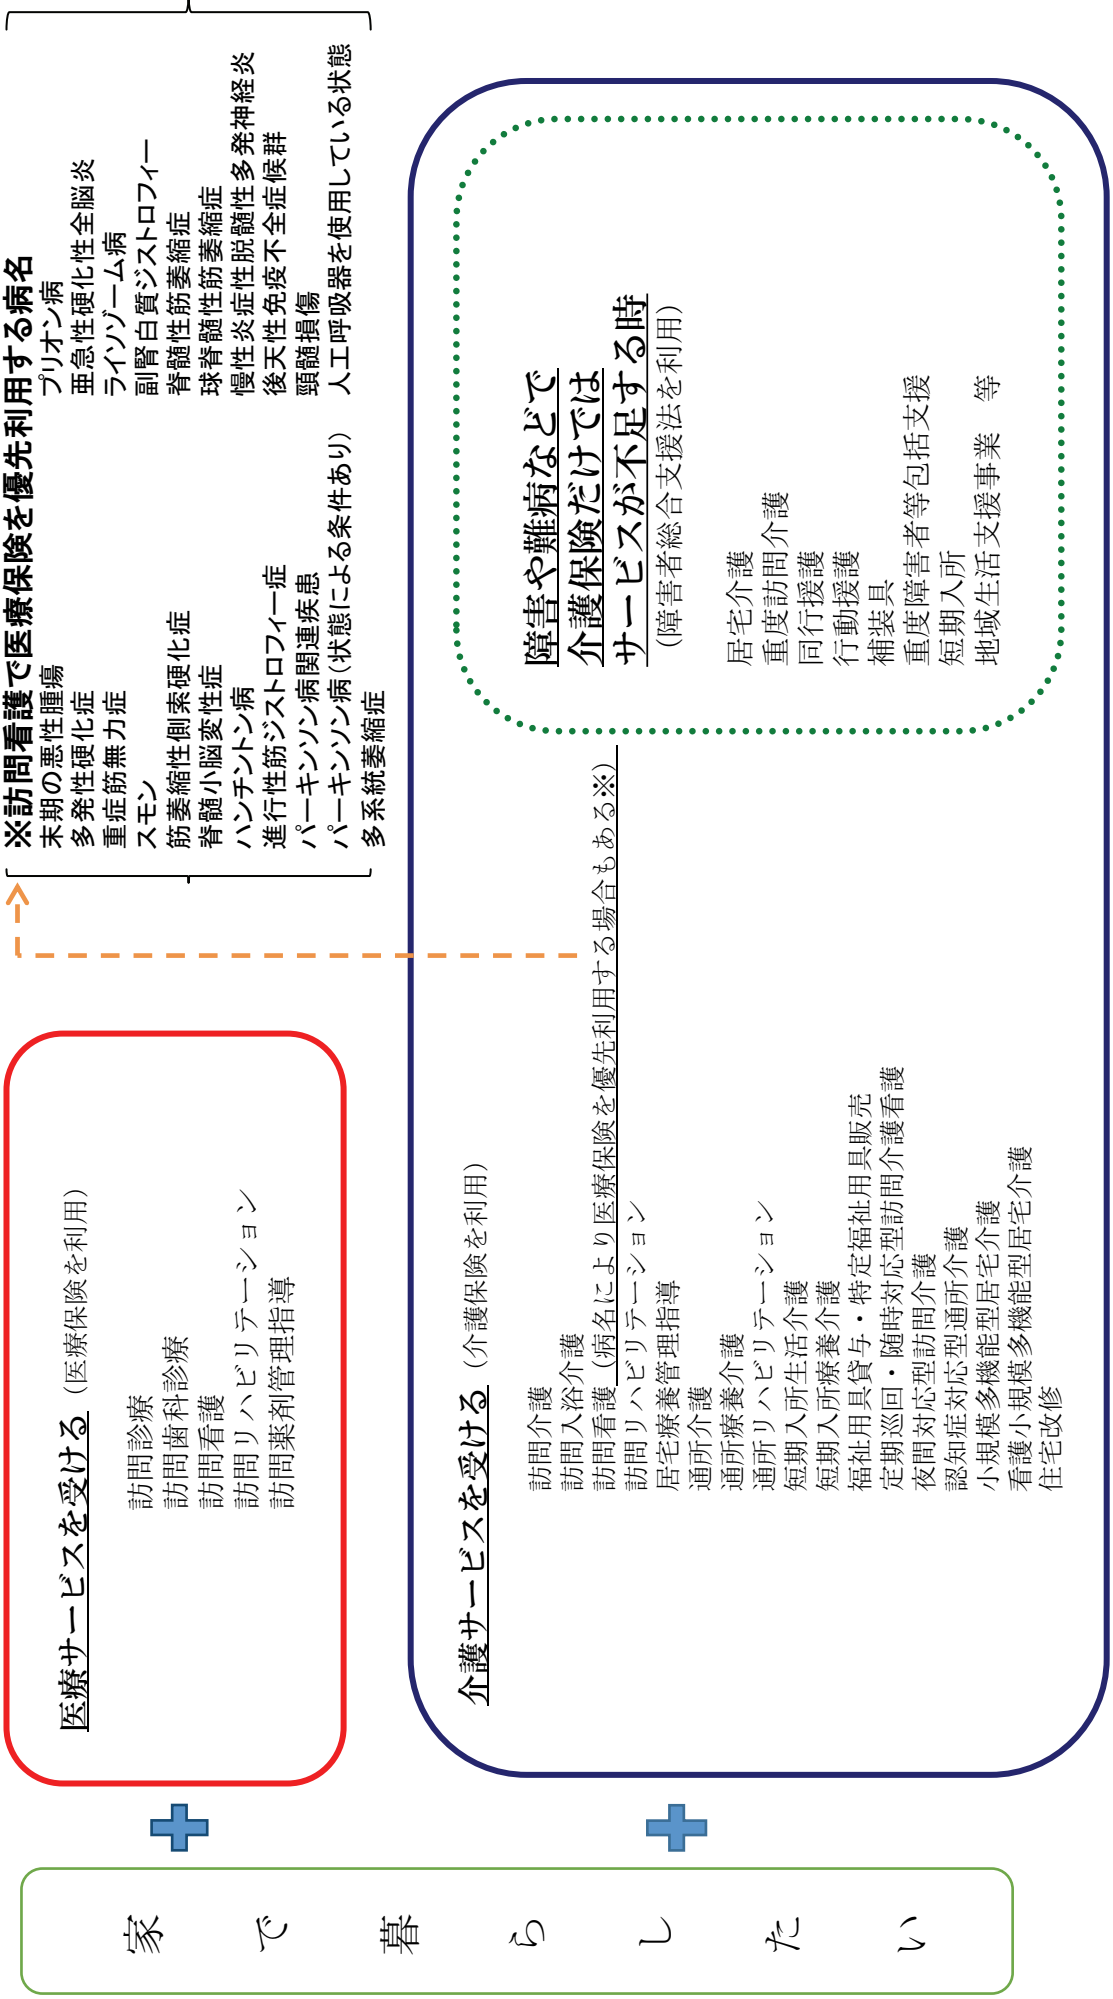 家で暮らしたい
医療サービスを受ける（医療保険を利用）
訪問診療
訪問歯科診療
訪問看護
訪問リハビリテーション
訪問薬剤管理指導
※訪問看護で医療保険を優先利用する病名
末期の悪性腫瘍
多発性硬化症
重症筋無力症
スモン
筋萎縮性側索硬化症
脊髄小脳変性症
ハンチントン病
進行性筋ジストロフィー症
パーキンソン病関連疾患
パーキンソン病（状態による条件あり）
多系統萎縮症
プリオン病
亜急性硬化性全脳炎
ライソゾーム病
副腎白質ジストロフィー
脊髄性筋萎縮症
球脊髄性筋萎縮症
慢性炎症性脱髄性多発神経炎
後天性免疫不全症候群
頸髄損傷
人工呼吸器を使用している状態
介護サービスを受ける（介護保険を利用）
訪問介護
訪問入浴介護
訪問看護（病名により医療保険を優先利用する場合もある※）
訪問リハビリテーション
居宅療養管理指導
通所介護
通所療養介護
通所リハビリテーション
短期入所生活介護
短期入所療養介護
福祉用具貸与・特定福祉用具販売
定期巡回・随時対応型訪問介護看護
夜間対応型訪問介護
認知症対応型通所介護
小規模多機能型居宅介護
看護小規模多機能型居宅介護
住宅改修
障害や難病などで
介護保険だけでは
サービスが不足する時
（障害者総合支援法を利用）
居宅介護
重度訪問介護
同行援護
行動援護
補装具
重度障害者等包括支援
短期入所
地域生活支援事業　等